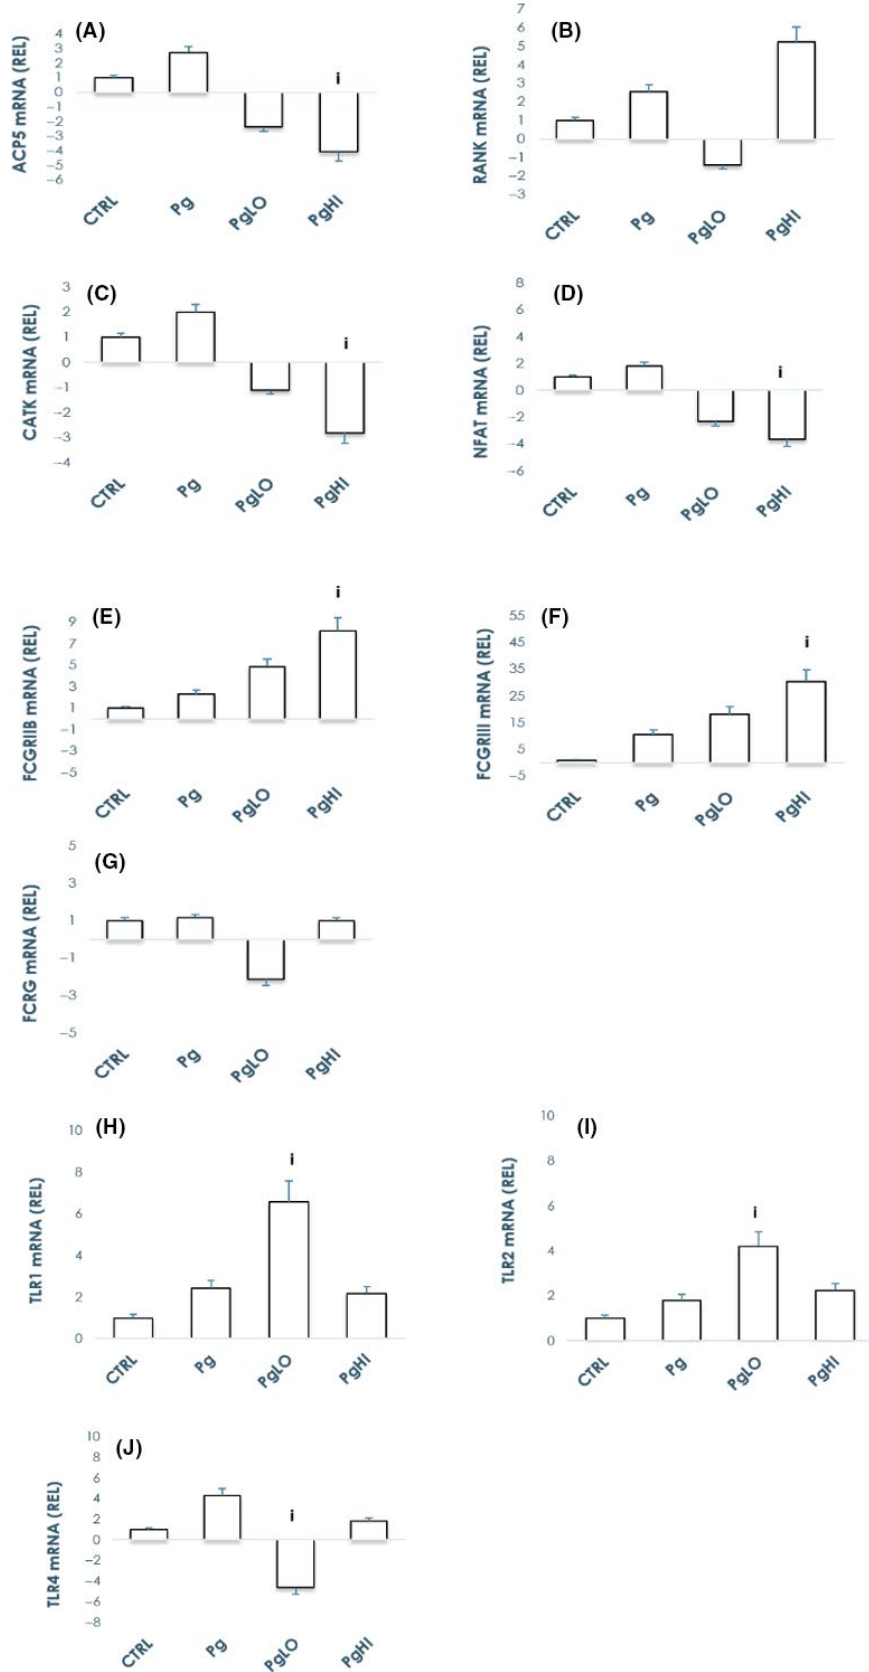 (A)
ACP5 mRNA (REL)
4
3
2
1
0
–1
–2
–3
–4
–5
–6
i
CTRL Pg PgLO PgHI
(B)
RANK mRNA (REL)
7
6
5
4
3
2
1
0
–1
–2
–3
CTRL Pg PgLO PgHI
(C)
CATK mRNA (REL)
3
2
1
0
–1
–2
–3
–4
i
CTRL Pg PgLO PgHI
(D)
NFAT mRNA (REL)
8
6
4
2
0
–2
–4
–6
i
CTRL Pg PgLO PgHI
(E)
FCGRIIB mRNA (REL)
9
7
5
3
1
–1
–3
–5
i
CTRL Pg PgLO PgHI
(F)
FCGRIII mRNA (REL)
55
45
35
25
15
5
–5
i
CTRL Pg PgLO PgHI
(G)
FCRG mRNA (REL)
5
3
1
–1
–3
–5
CTRL Pg PgLO PgHI
(H)
TLR1 mRNA (REL)
10
8
6
4
2
0
i
CTRL Pg PgLO PgHI
(I)
TLR2 mRNA (REL)
10
8
6
4
2
0
i
CTRL Pg PgLO PgHI
(J)
TLR4 mRNA (REL)
10
8
6
4
2
0
–2
–4
–6
–8
i
CTRL Pg PgLO PgHI